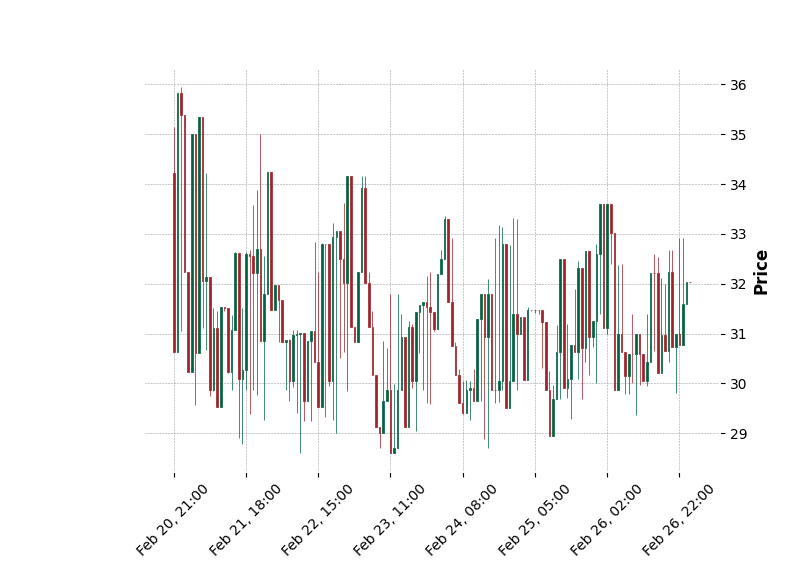 36
35
34
33
32
31
30
29
Price
Feb 20, 21:00
Feb 21, 18:00
Feb 22, 15:00
Feb 23, 11:00
Feb 24, 08:00
Feb 25, 05:00
Feb 26, 02:00
Feb 26, 22:00